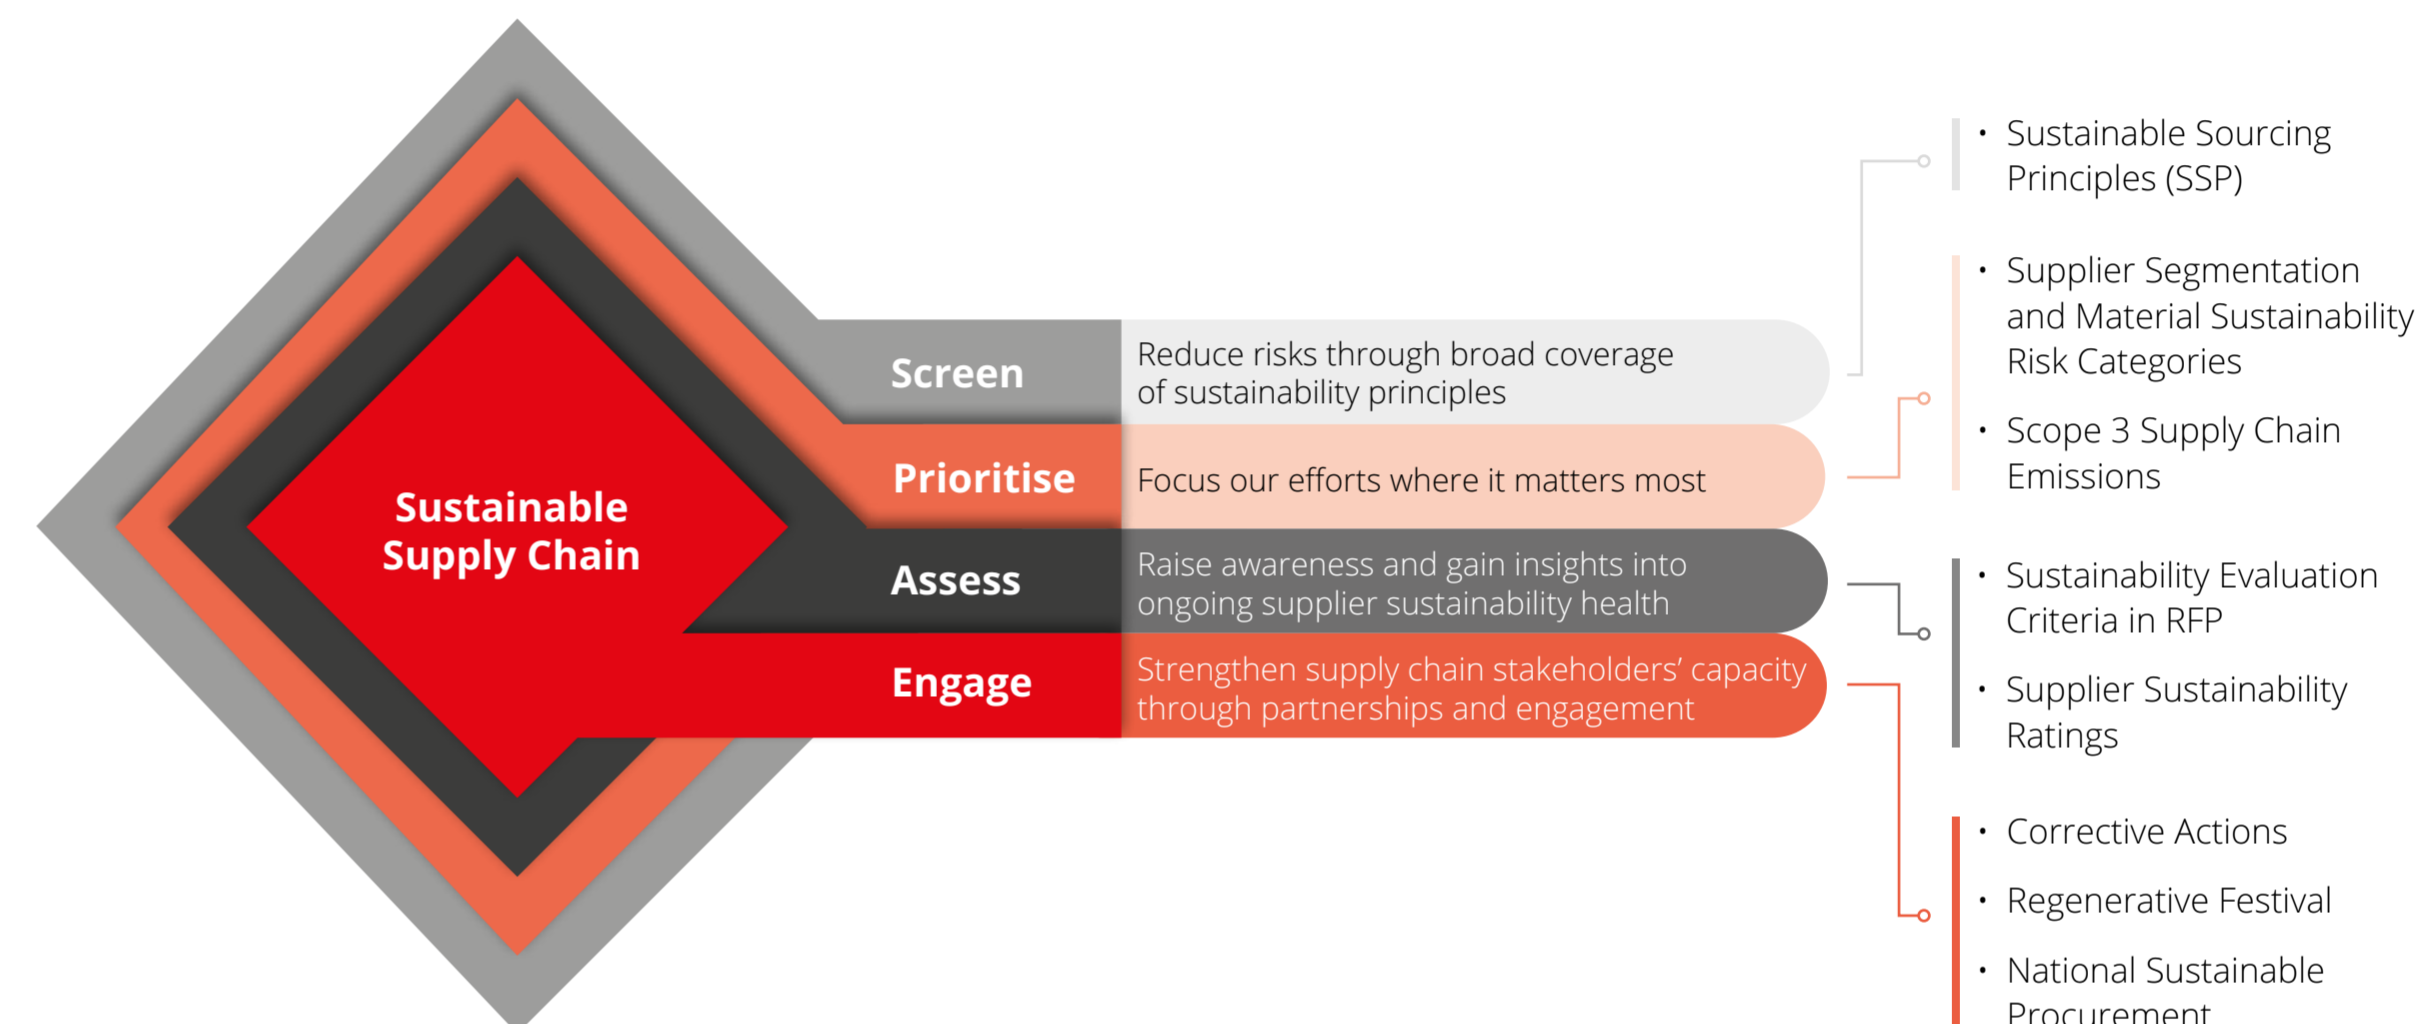 Sustainable
Supply Chain
Screen
Reduce risks through broad coverage
of sustainability principles
Prioritise
Focus our efforts where it matters most
Assess
Raise awareness and gain insights into
ongoing supplier sustainability health
Engage
Strengthen supply chain stakeholders’ capacity
through partnerships and engagement
• Sustainable Sourcing
Principles (SSP)
• Supplier Segmentation
and Material Sustainability
Risk Categories
• Scope 3 Supply Chain
Emissions
• Sustainability Evaluation
Criteria in RFP
• Supplier Sustainability
Ratings
• Corrective Actions
• Regenerative Festival
• National Sustainable
Procurement